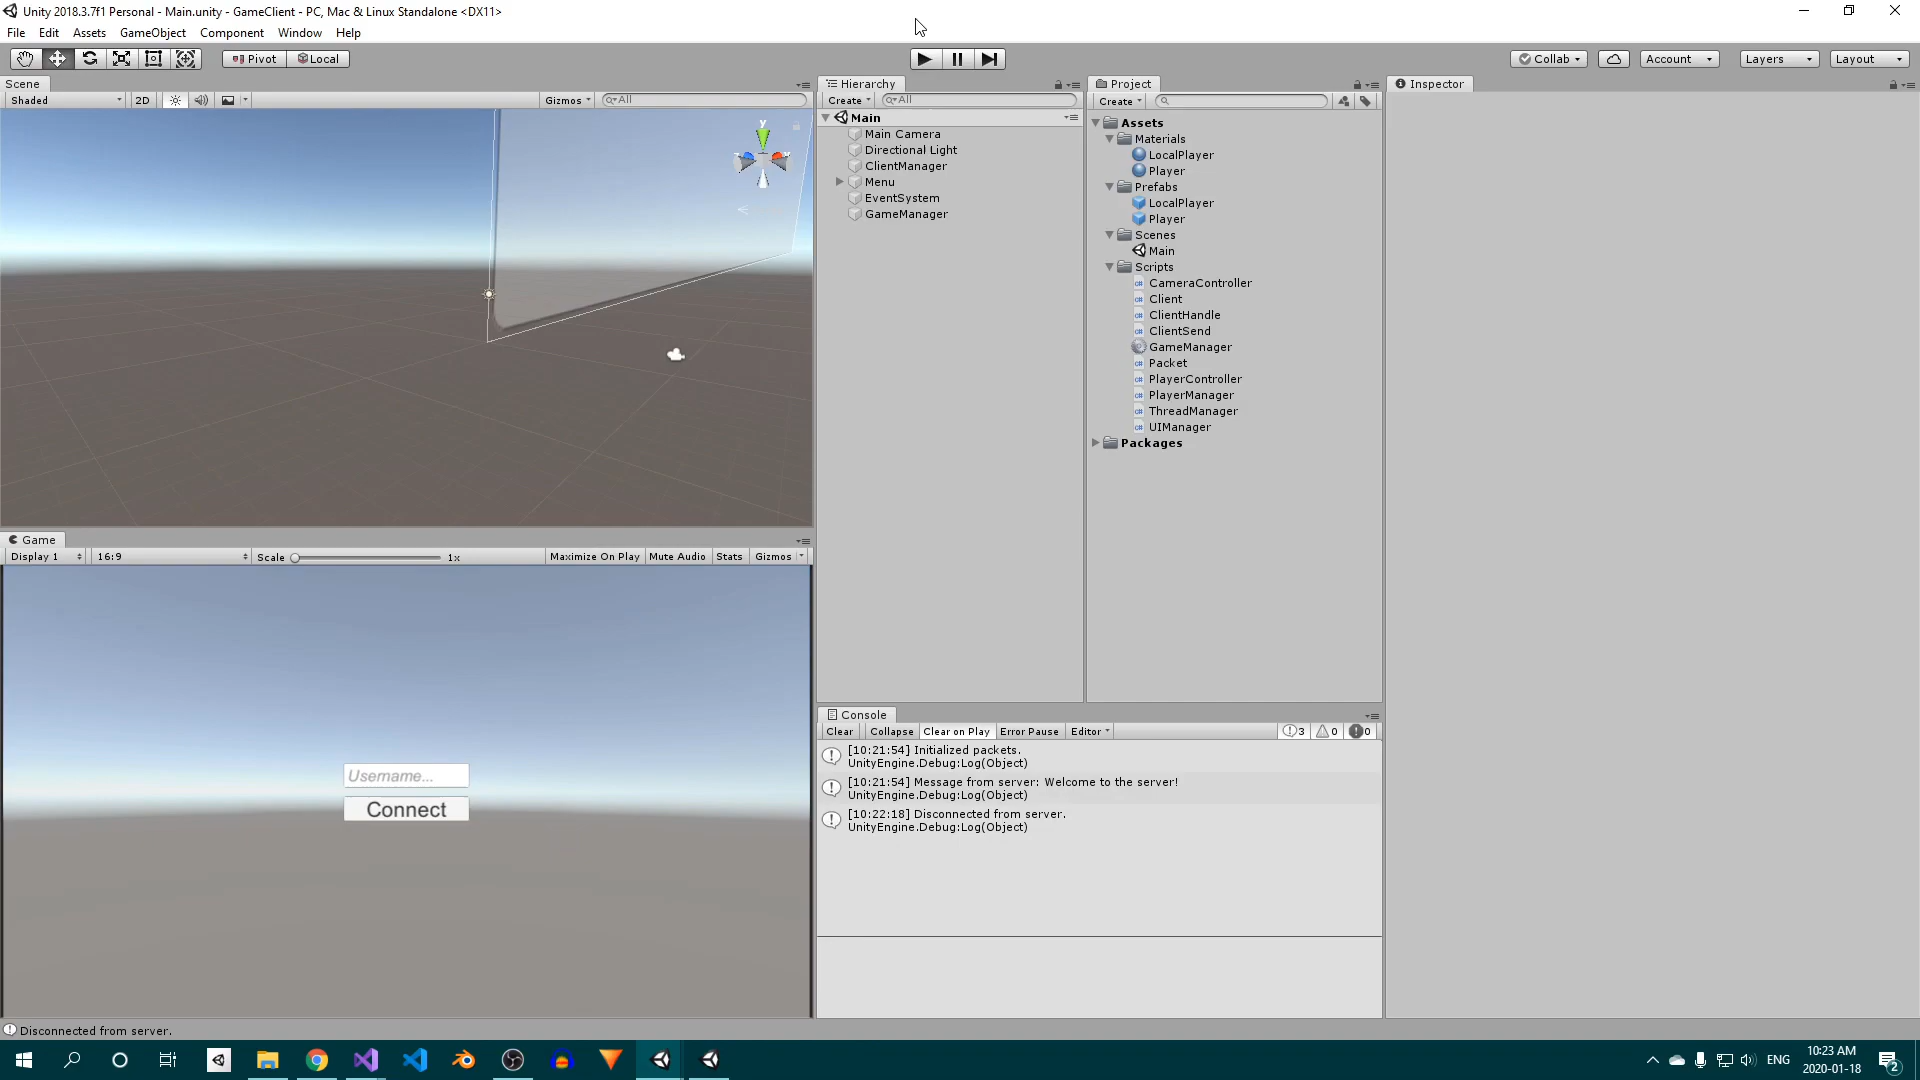 Unity 2018.3.7f1 Personal - Main.unity - GameClient - PC, Mac & Linux Standalone <DX11>
File Edit Assets GameObject Component Window Help
Pivot Local Collab Account Layers Layout
Scene
Shaded 2D Gizmos All
Hierarchy
Create All
Main
Main Camera
Directional Light
ClientManager
Menu
EventSystem
GameManager
Project
Create
Assets
Materials
LocalPlayer
Player
Prefabs
LocalPlayer
Player
Scenes
Main
Scripts
CameraController
Client
ClientHandle
ClientSend
GameManager
Packet
PlayerController
PlayerManager
ThreadManager
UIManager
Packages
Inspector
y
Game
Display 1 16:9 Scale 1x Maximize On Play Mute Audio Stats Gizmos
Username...
Connect
Console
Clear Collapse Clear on Play Error Pause Editor 3 0 0
[10:21:54] Initialized packets.
UnityEngine.Debug:Log(Object)
[10:21:54] Message from server: Welcome to the server!
UnityEngine.Debug:Log(Object)
[10:22:18] Disconnected from server.
UnityEngine.Debug:Log(Object)
Disconnected from server.
ENG
10:23 AM
2020-01-18
2